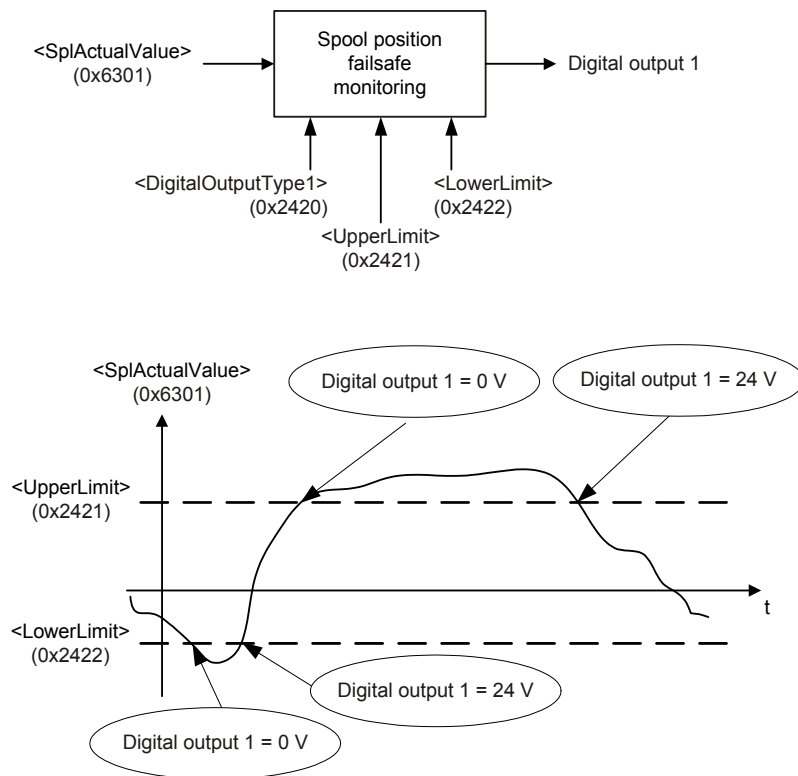 <SplActualValue>
(0x6301)
Spool position
failsafe
monitoring
Digital output 1
<DigitalOutputType1>
(0x2420)
<UpperLimit>
(0x2421)
<LowerLimit>
(0x2422)
<SplActualValue>
(0x6301)
Digital output 1 = 0 V
Digital output 1 = 24 V
<UpperLimit>
(0x2421)
t
<LowerLimit>
(0x2422)
Digital output 1 = 24 V
Digital output 1 = 0 V